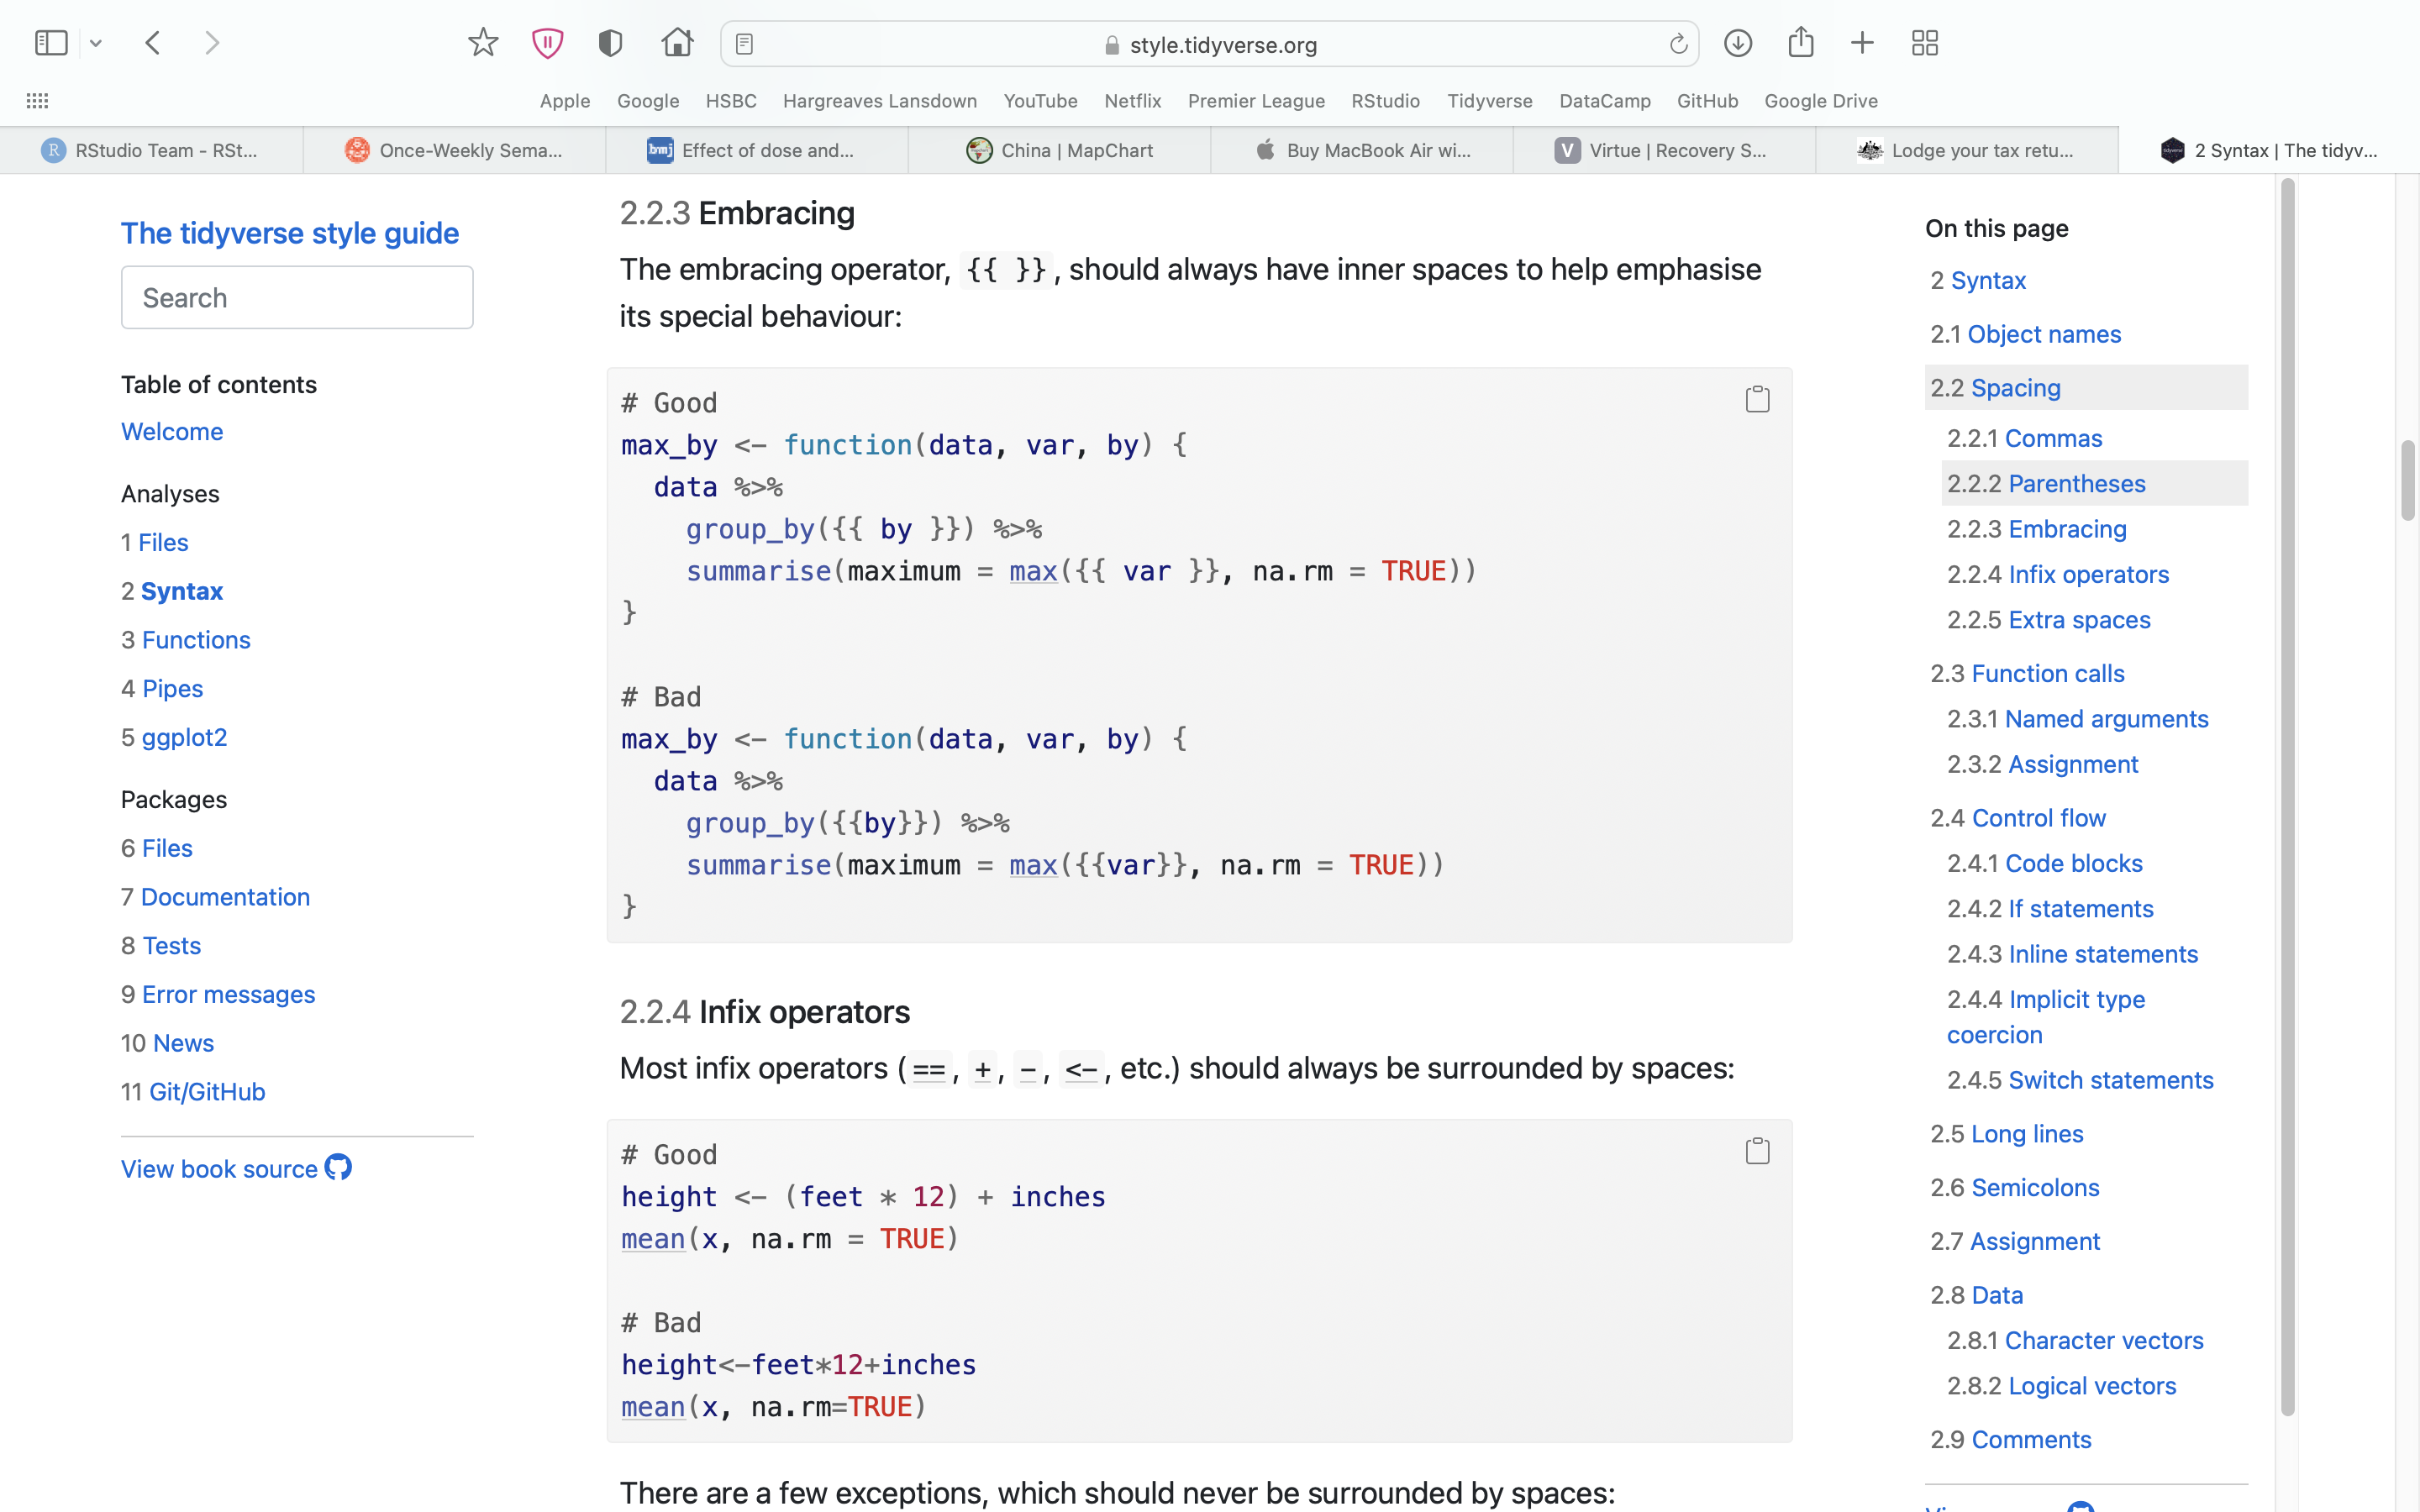 style.tidyverse.org
Apple Google HSBC Hargreaves Lansdown YouTube Netflix Premier League RStudio Tidyverse DataCamp GitHub Google Drive
R RStudio Team - RSt... Once-Weekly Sema... bmj Effect of dose and... China | MapChart Buy MacBook Air wi... V Virtue | Recovery S... Lodge your tax retu... 2 Syntax | The tidyv...
The tidyverse style guide
Search
Table of contents
Welcome
Analyses
1 Files
2 Syntax
3 Functions
4 Pipes
5 ggplot2
Packages
6 Files
7 Documentation
8 Tests
9 Error messages
10 News
11 Git/GitHub
View book source
2.2.3 Embracing
The embracing operator, {{ }}, should always have inner spaces to help emphasise
its special behaviour:
# Good
max_by <- function(data, var, by) {
  data %>%
    group_by({{ by }}) %>%
    summarise(maximum = max({{ var }}, na.rm = TRUE))
}
# Bad
max_by <- function(data, var, by) {
  data %>%
    group_by({{by}}) %>%
    summarise(maximum = max({{var}}, na.rm = TRUE))
}
2.2.4 Infix operators
Most infix operators (==, +, -, <-, etc.) should always be surrounded by spaces:
# Good
height <- (feet * 12) + inches
mean(x, na.rm = TRUE)
# Bad
height<-feet*12+inches
mean(x, na.rm=TRUE)
There are a few exceptions, which should never be surrounded by spaces:
On this page
2 Syntax
2.1 Object names
2.2 Spacing
2.2.1 Commas
2.2.2 Parentheses
2.2.3 Embracing
2.2.4 Infix operators
2.2.5 Extra spaces
2.3 Function calls
2.3.1 Named arguments
2.3.2 Assignment
2.4 Control flow
2.4.1 Code blocks
2.4.2 If statements
2.4.3 Inline statements
2.4.4 Implicit type
coercion
2.4.5 Switch statements
2.5 Long lines
2.6 Semicolons
2.7 Assignment
2.8 Data
2.8.1 Character vectors
2.8.2 Logical vectors
2.9 Comments